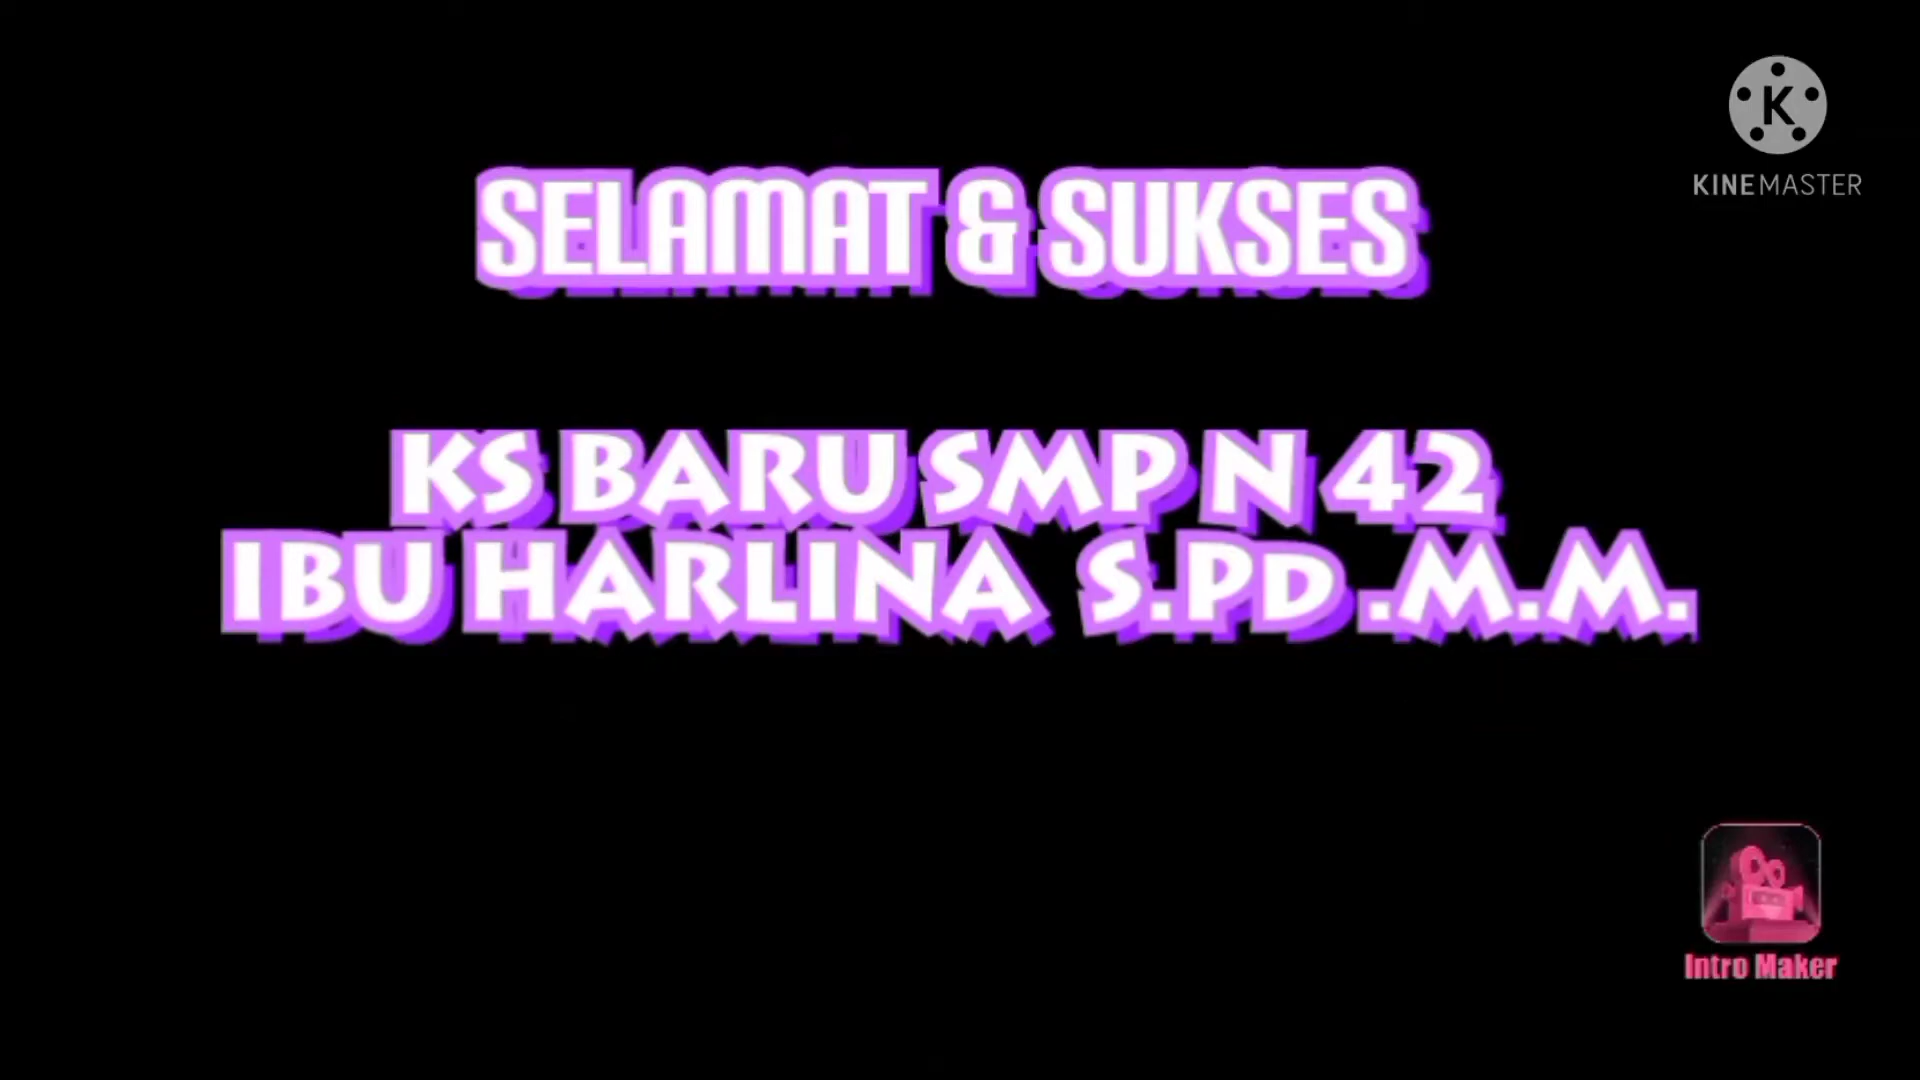 KINEMASTER
SELAMAT & SUKSES
KS BARU SMP N 42
IBU HARLINA S.PD .M.M.
Intro Maker